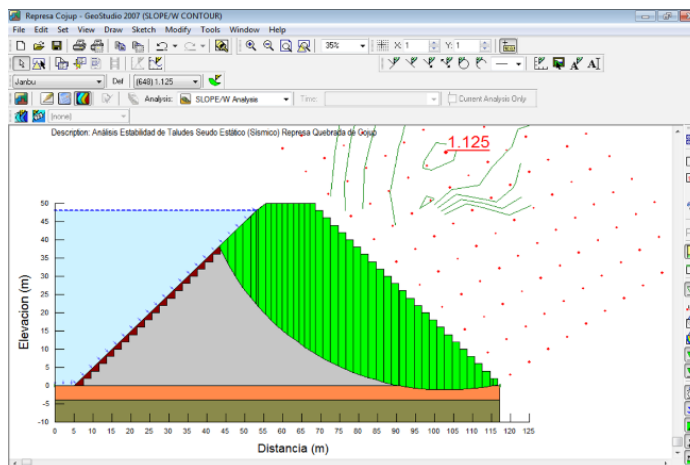 Represa Cojup - GeoStudio 2007 (SLOPE/W CONTOUR)
File Edit Set View Draw Sketch Modify Tools Window Help
35% X: 1 Y: 1
Janbu Del (648) 1.125
Analysis: SLOPE/W Analysis Time: Current Analysis Only
(none)
Description: Análisis Estabilidad de Taludes Seudo Estático (Sísmico) Represa Quebrada de Cojup
1.125
50
45
40
35
30
25
20
15
10
5
0
-5
-10
Elevacion (m)
0 5 10 15 20 25 30 35 40 45 50 55 60 65 70 75 80 85 90 95 100 105 110 115 120 125
Distancia (m)